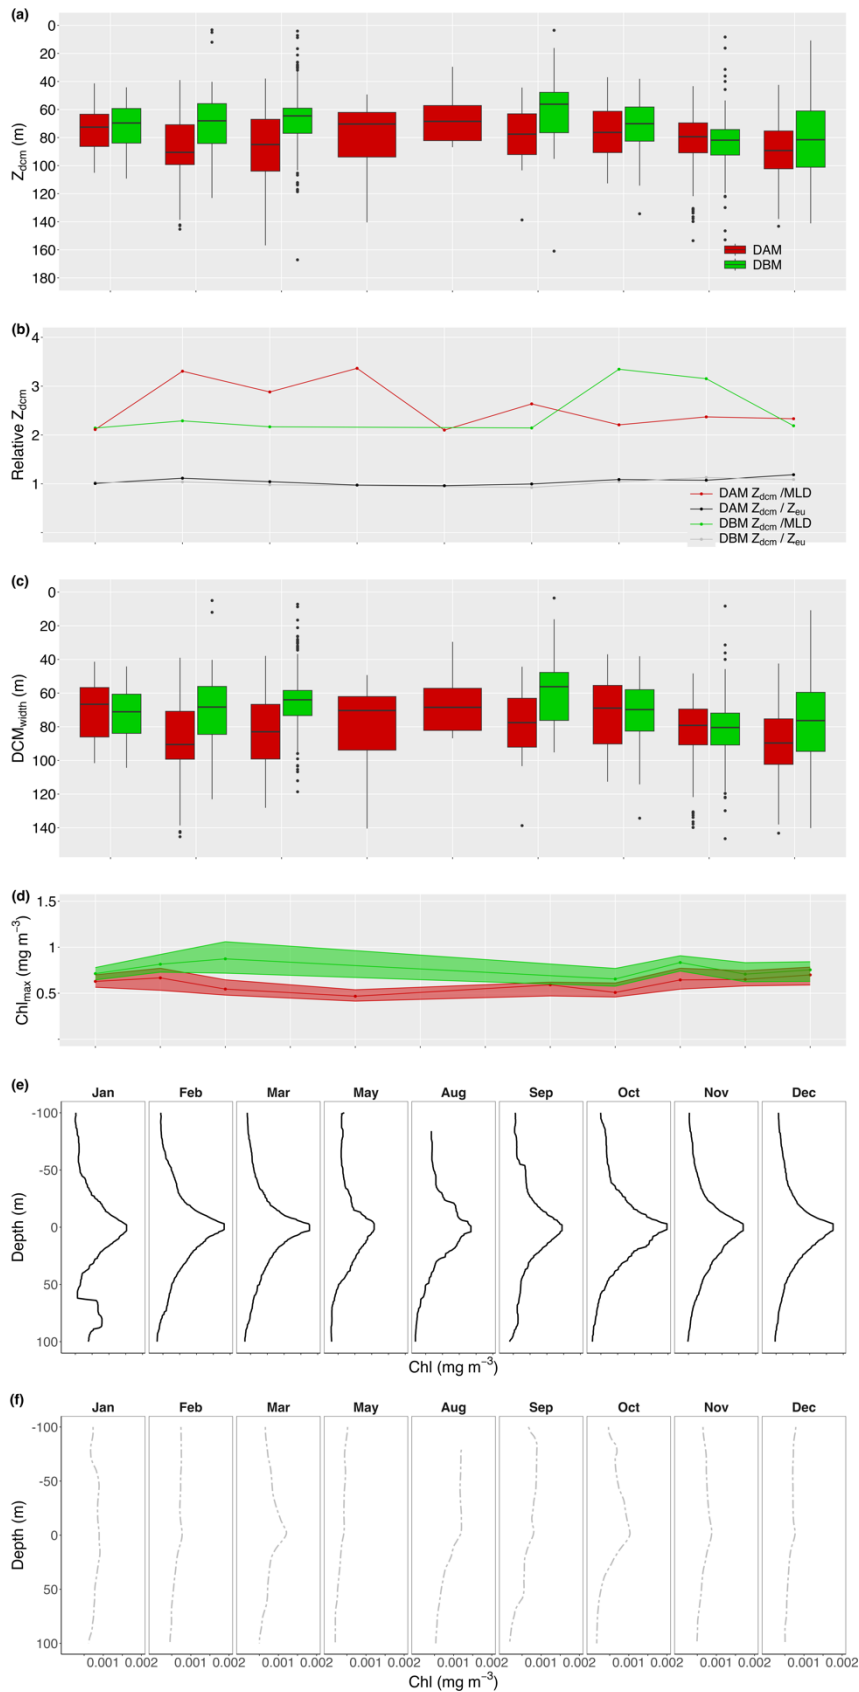 (a)
0
20
40
60
80
100
120
140
160
180
Zdcm (m)
DAM
DBM
(b)
4
3
2
1
Relative Zdcm
DAM Zdcm /MLD
DAM Zdcm / Zeu
DBM Zdcm /MLD
DBM Zdcm / Zeu
(c)
0
20
40
60
80
100
120
140
DCMwidth (m)
(d)
1.5
1
0.5
Chlmax (mg m−3)
(e)
Jan Feb Mar May Aug Sep Oct Nov Dec
-100
-50
0
50
100
Depth (m)
Chl (mg m−3)
(f)
Jan Feb Mar May Aug Sep Oct Nov Dec
-100
-50
0
50
100
Depth (m)
0.001 0.002 0.001 0.002 0.001 0.002 0.001 0.002 0.001 0.002 0.001 0.002 0.001 0.002 0.001 0.002 0.001 0.002
Chl (mg m−3)